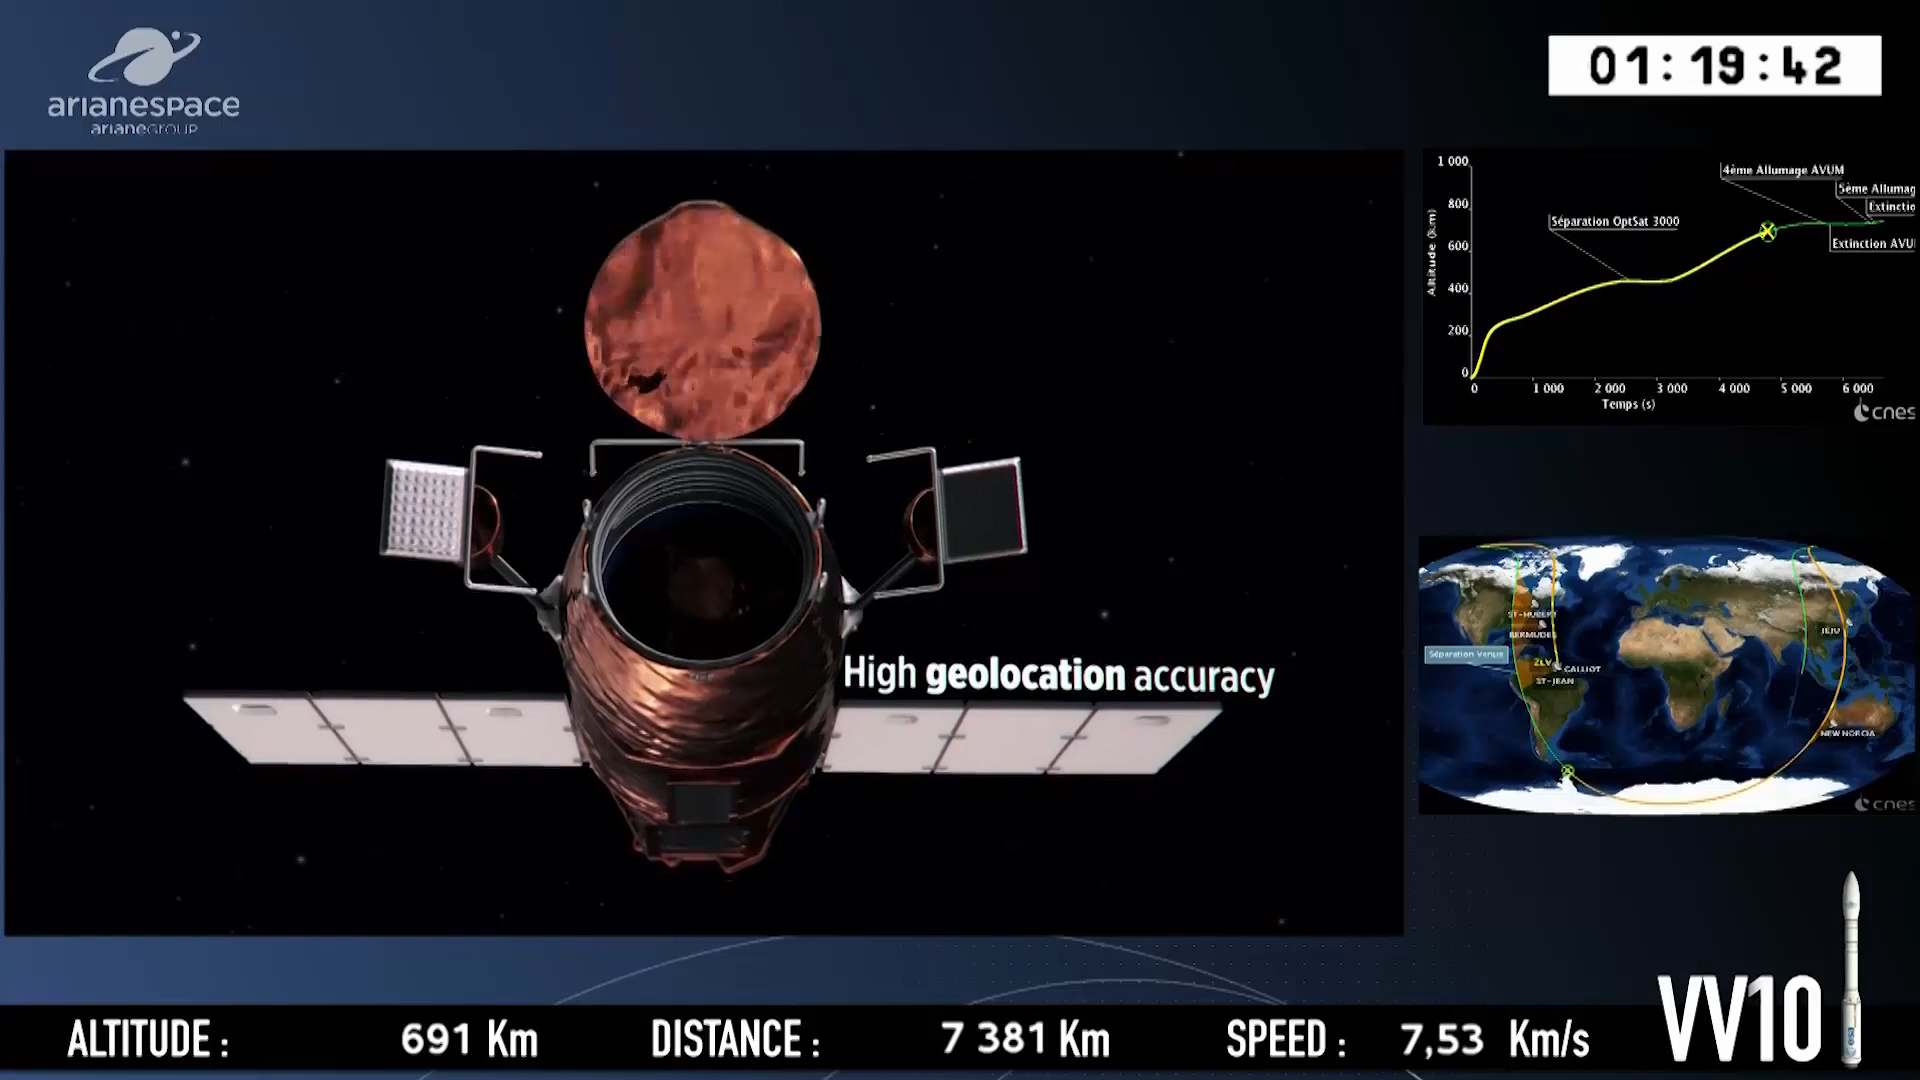 arianespace
arianeGROUP
01:19:42
1 000
800
600
400
200
0
Altitude (km)
4ème Allumage AVUM
5ème Allumag
Extinctio
Séparation OptSat 3000
Extinction AVU
0
1 000
2 000
3 000
4 000
5 000
6 000
Temps (s)
cnes
High geolocation accuracy
ST-HUBERT
BERMUDES
JEJU
Séparation Venus
ZLV
GALLIOT
ST-JEAN
NEW NORCIA
cnes
VV10
esa
ALTITUDE : 691 Km DISTANCE : 7 381 Km SPEED : 7,53 Km/s